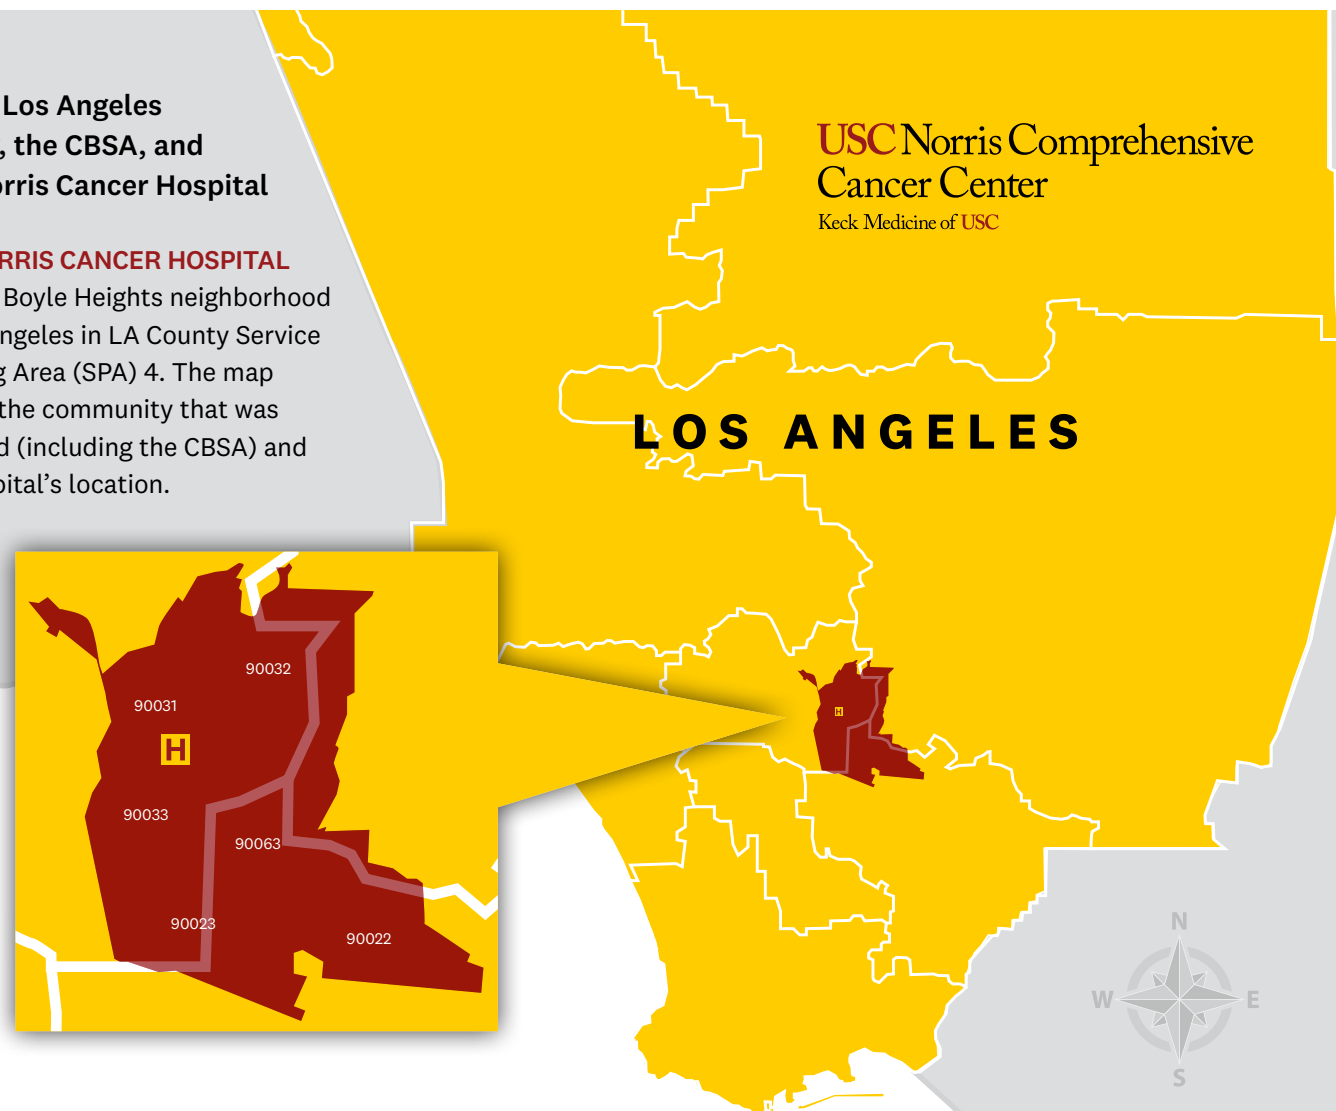 Los Angeles
, the CBSA, and
orris Cancer Hospital
RRIS CANCER HOSPITAL
Boyle Heights neighborhood
ngeles in LA County Service
g Area (SPA) 4. The map
the community that was
d (including the CBSA) and
pital’s location.
USC Norris Comprehensive
Cancer Center
Keck Medicine of USC
LOS ANGELES
90032
90031
H
90033
90063
90023
90022
H
N
W E
S